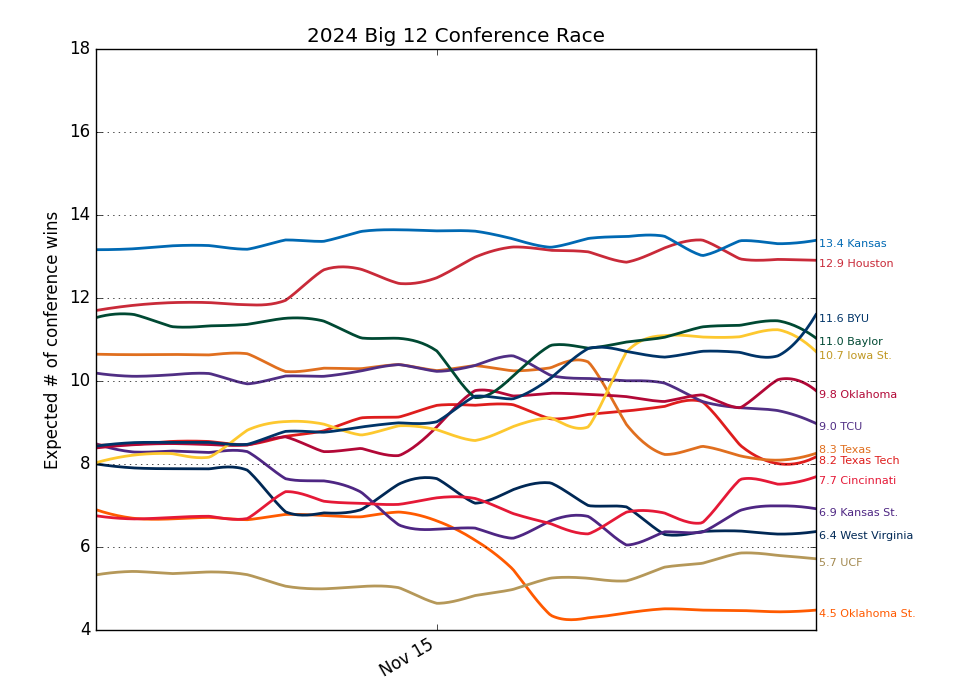 2024 Big 12 Conference Race
Expected # of conference wins
18
16
14
12
10
8
6
4
Nov 15
13.4 Kansas
12.9 Houston
11.6 BYU
11.0 Baylor
10.7 Iowa St.
9.8 Oklahoma
9.0 TCU
8.3 Texas
8.2 Texas Tech
7.7 Cincinnati
6.9 Kansas St.
6.4 West Virginia
5.7 UCF
4.5 Oklahoma St.